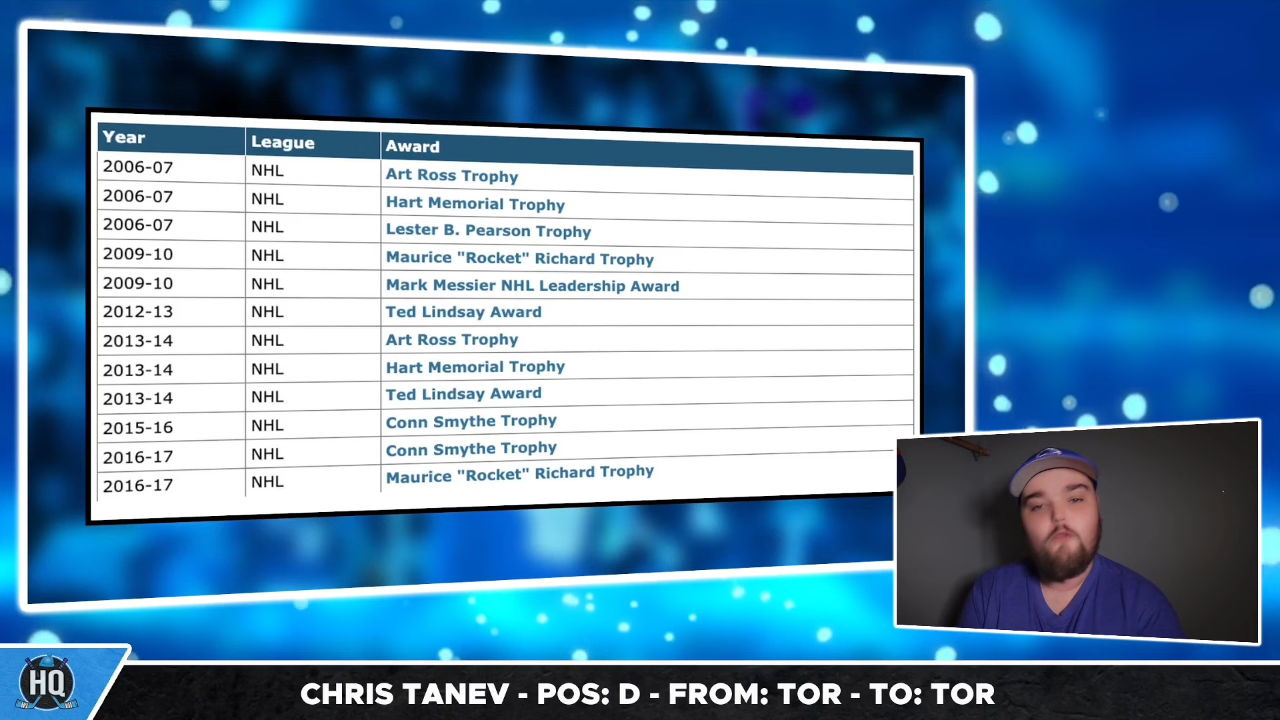 Year League Award
2006-07 NHL Art Ross Trophy
2006-07 NHL Hart Memorial Trophy
2006-07 NHL Lester B. Pearson Trophy
2009-10 NHL Maurice "Rocket" Richard Trophy
2009-10 NHL Mark Messier NHL Leadership Award
2012-13 NHL Ted Lindsay Award
2013-14 NHL Art Ross Trophy
2013-14 NHL Hart Memorial Trophy
2013-14 NHL Ted Lindsay Award
2015-16 NHL Conn Smythe Trophy
2016-17 NHL Conn Smythe Trophy
2016-17 NHL Maurice "Rocket" Richard Trophy
HQ
CHRIS TANEV - POS: D - FROM: TOR - TO: TOR